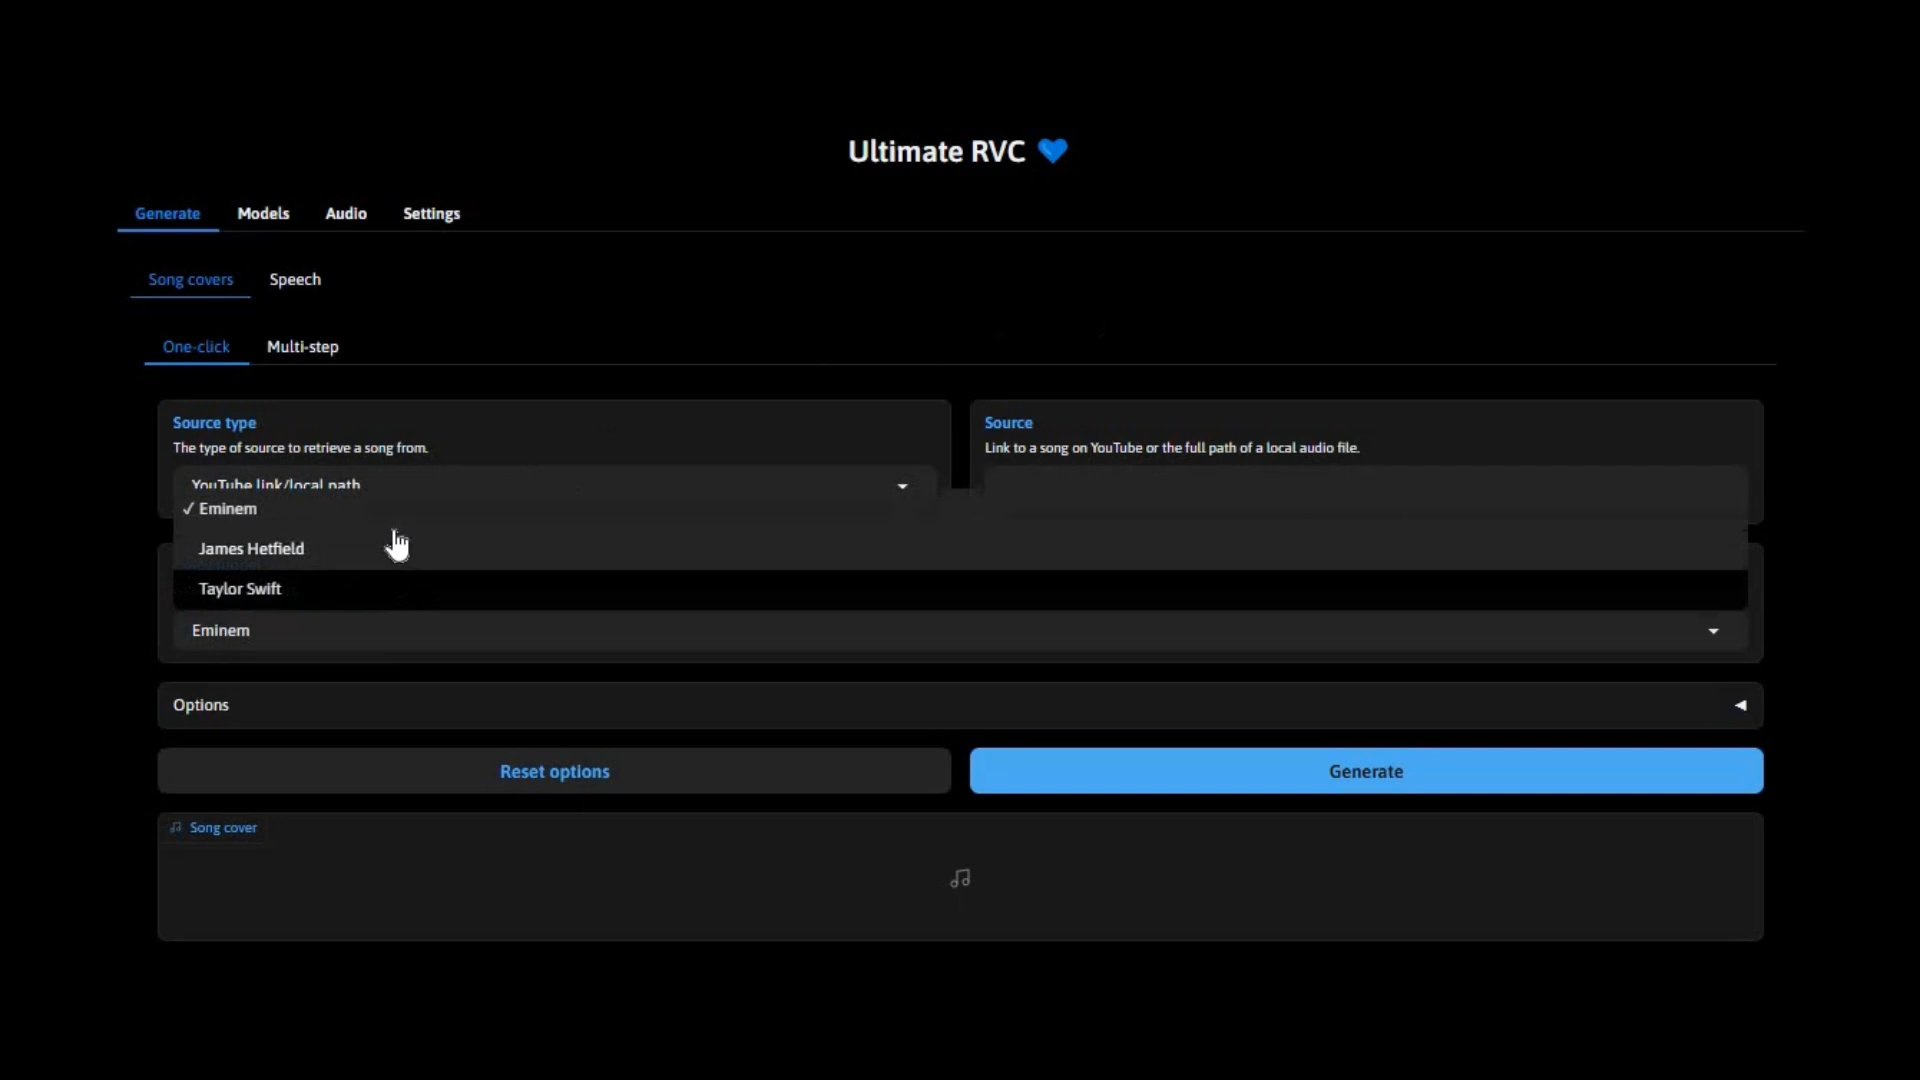 Ultimate RVC 💙
Generate Models Audio Settings
Song covers Speech
One-click Multi-step
Source type
The type of source to retrieve a song from.
YouTube link/local path
Source
Link to a song on YouTube or the full path of a local audio file.
✓ Eminem
James Hetfield
Taylor Swift
Eminem
Options
Reset options
Generate
Song cover